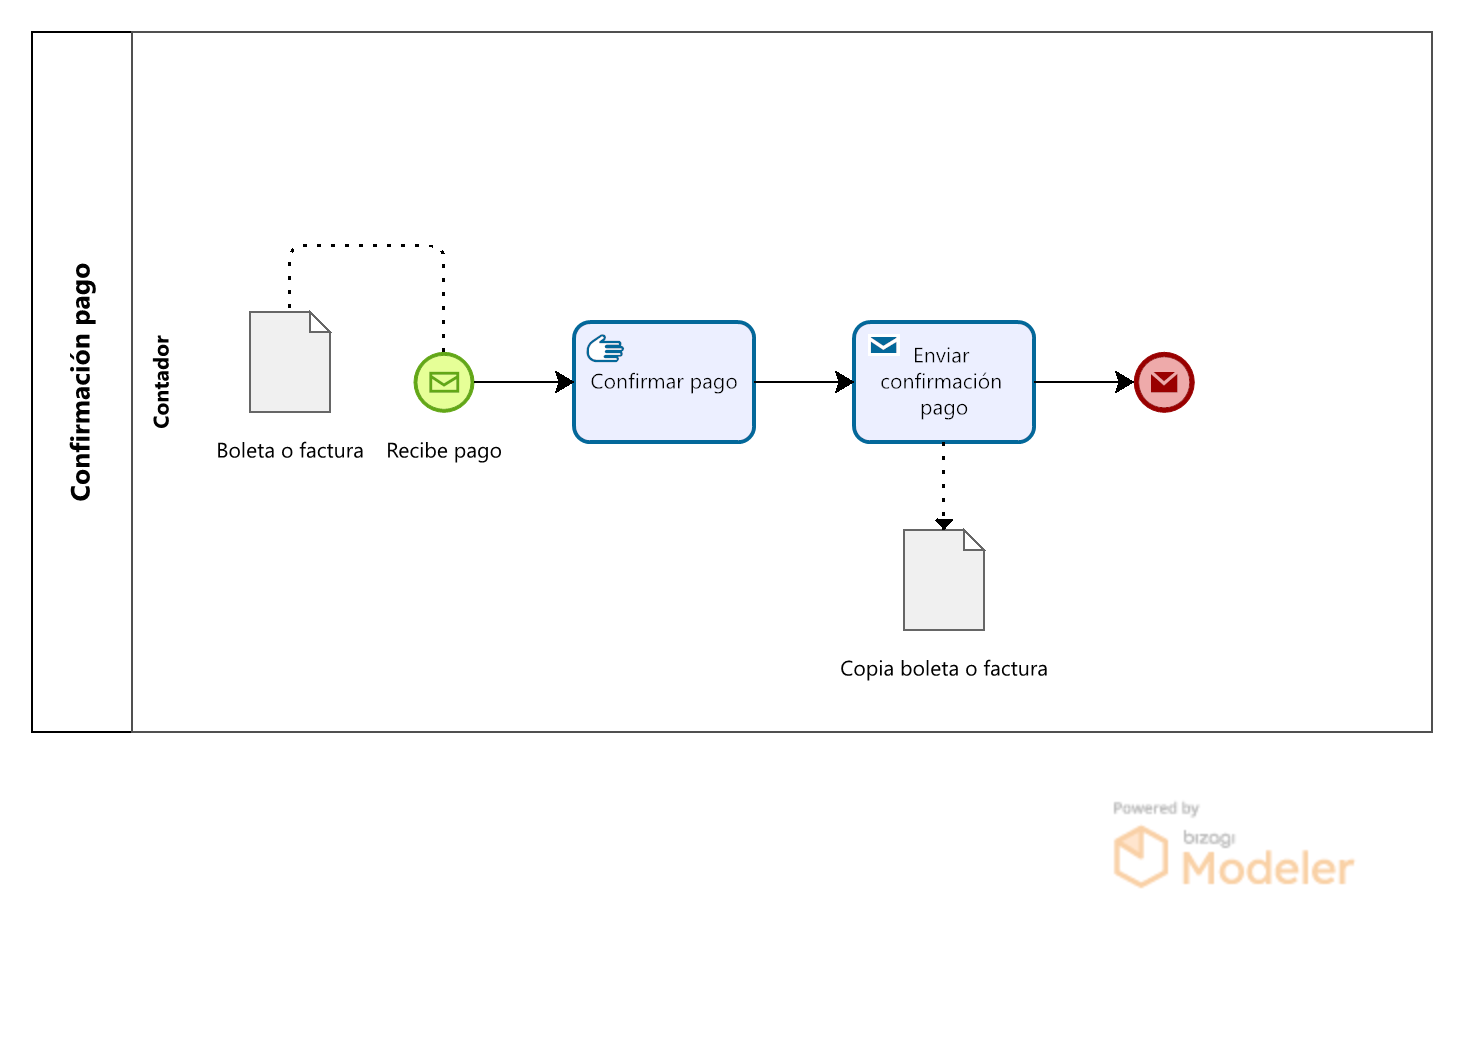 Confirmación pago
Contador
Boleta o factura
Recibe pago
Confirmar pago
Enviar
confirmación
pago
Copia boleta o factura
Powered by
bizagi
Modeler